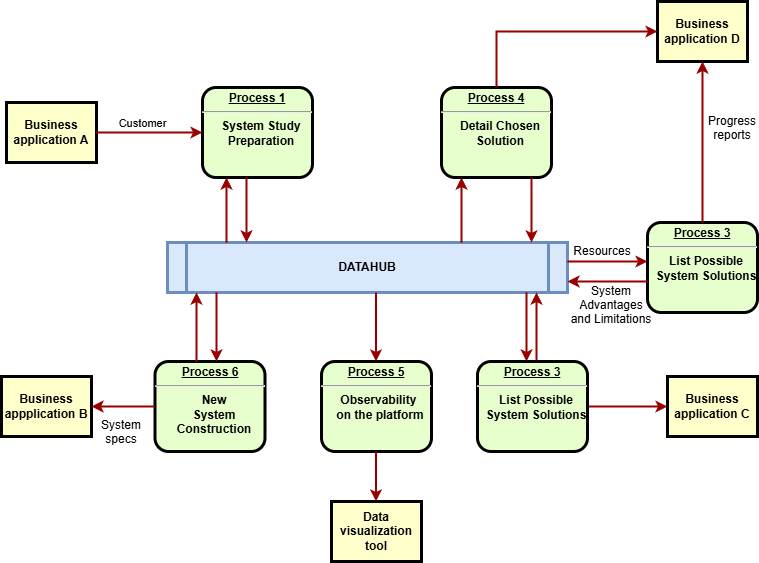 Business
application D
Process 1
System Study
Preparation
Process 4
Detail Chosen
Solution
Business
application A
Customer
Progress
reports
Process 3
List Possible
System Solutions
Resources
System
Advantages
and Limitations
DATAHUB
Process 6
New
System
Construction
Process 5
Observability
on the platform
Process 3
List Possible
System Solutions
Business
appplication B
System
specs
Business
application C
Data
visualization
tool